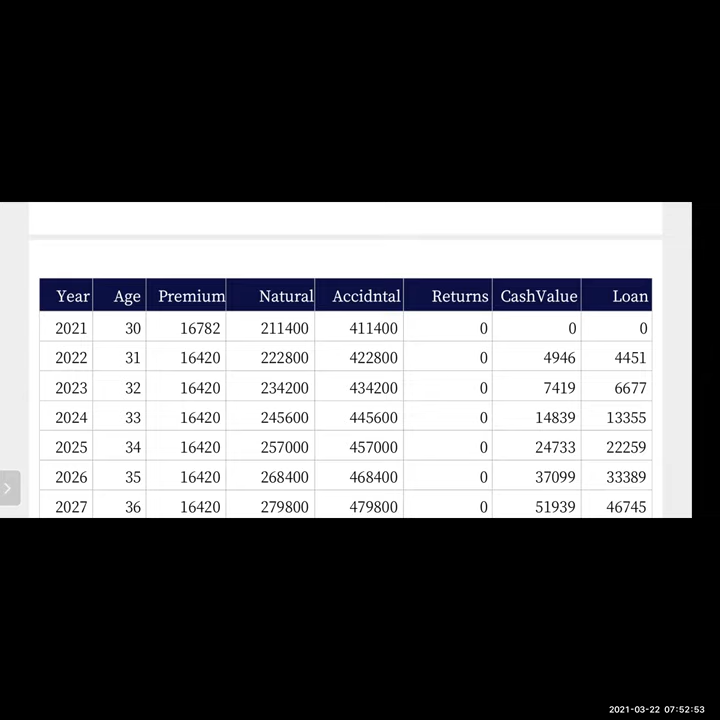 Year Age Premium Natural Accidntal Returns CashValue Loan
2021 30 16782 211400 411400 0 0 0
2022 31 16420 222800 422800 0 4946 4451
2023 32 16420 234200 434200 0 7419 6677
2024 33 16420 245600 445600 0 14839 13355
2025 34 16420 257000 457000 0 24733 22259
2026 35 16420 268400 468400 0 37099 33389
2027 36 16420 279800 479800 0 51939 46745
2021-03-22 07:52:53